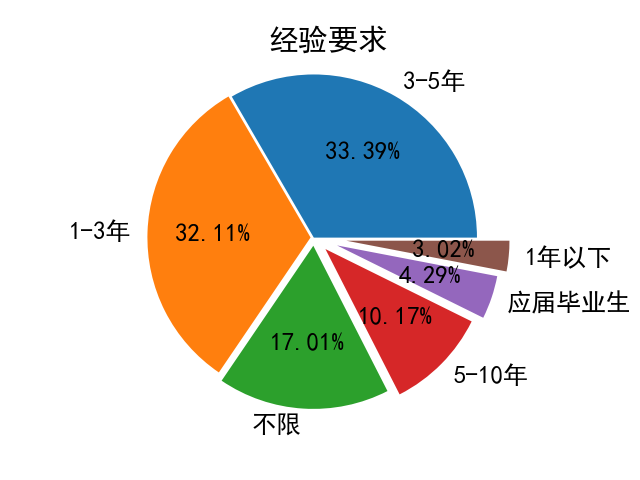 经验要求
3-5年
33.39%
1-3年
32.11%
3.02%
1年以下
4.29%
应届毕业生
10.17%
17.01%
5-10年
不限